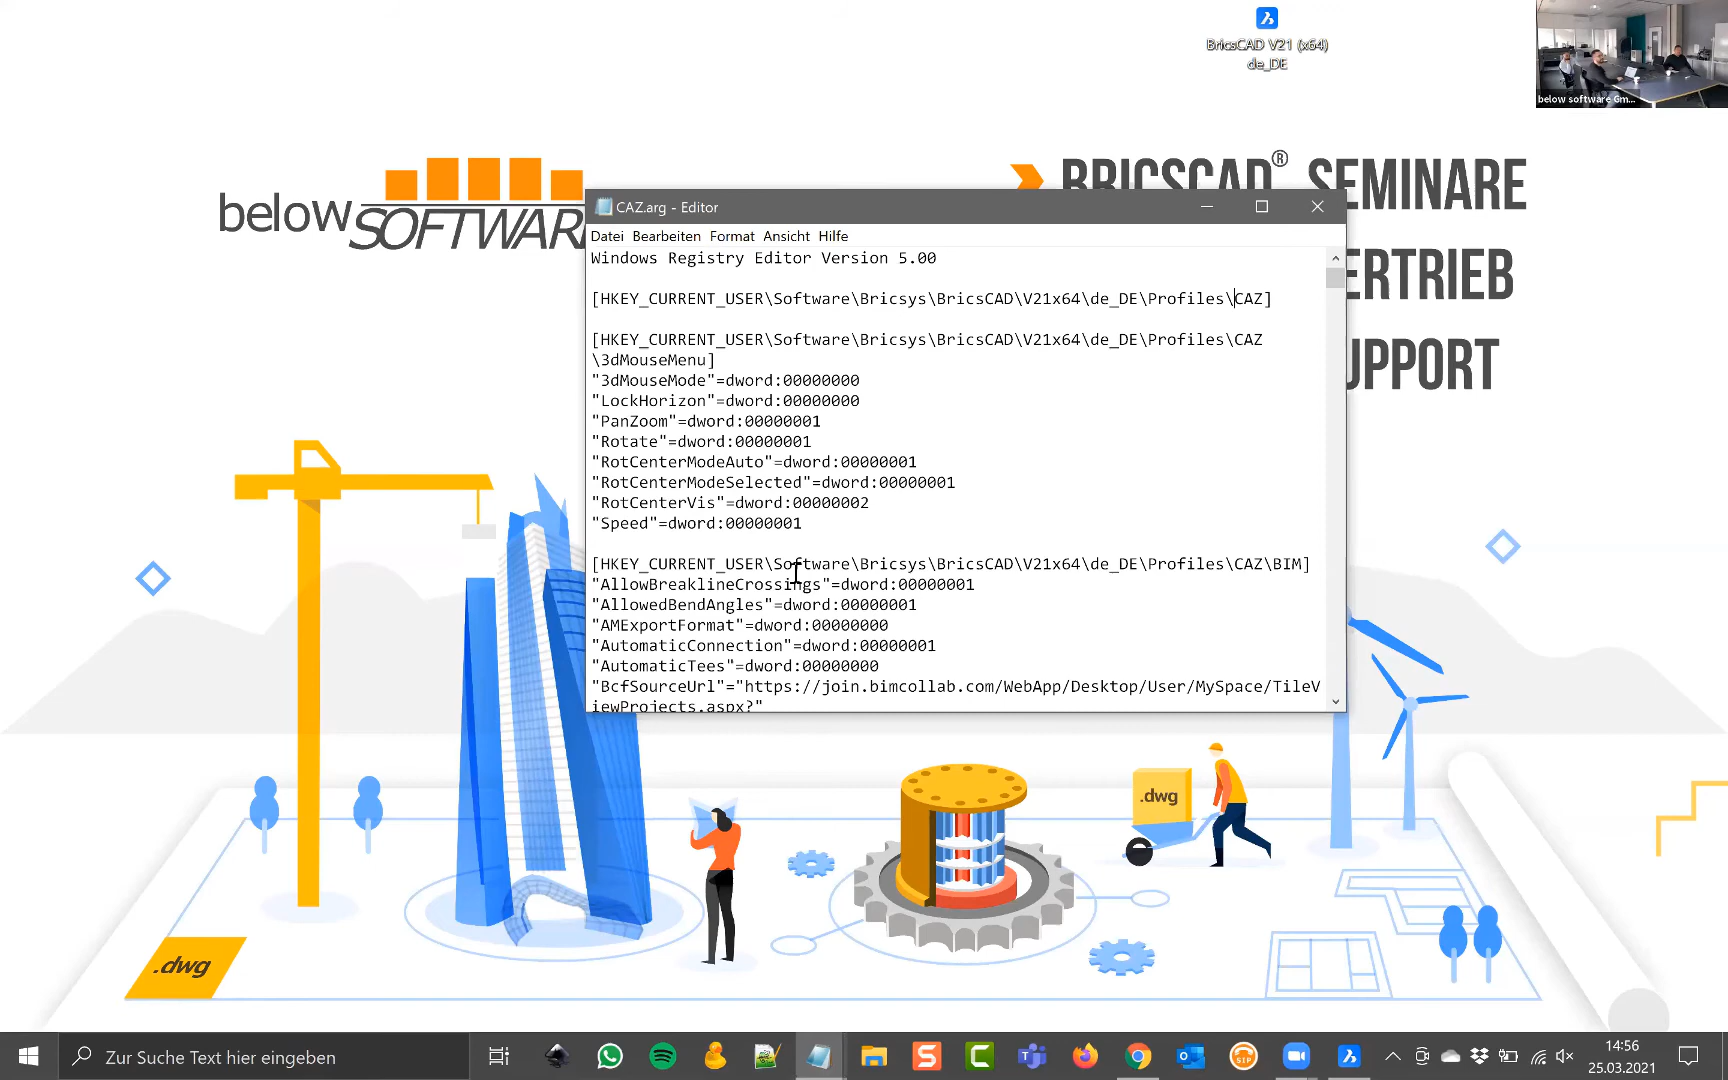 BricsCAD V21 (x64)
de_DE
below software Gm...
below
SOFTWAR
BRICSCAD® SEMINARE
ERTRIEB
UPPORT
CAZ.arg - Editor
Datei Bearbeiten Format Ansicht Hilfe
Windows Registry Editor Version 5.00
[HKEY_CURRENT_USER\Software\Bricsys\BricsCAD\V21x64\de_DE\Profiles\CAZ]
[HKEY_CURRENT_USER\Software\Bricsys\BricsCAD\V21x64\de_DE\Profiles\CAZ
\3dMouseMenu]
"3dMouseMode"=dword:00000000
"LockHorizon"=dword:00000000
"PanZoom"=dword:00000001
"Rotate"=dword:00000001
"RotCenterModeAuto"=dword:00000001
"RotCenterModeSelected"=dword:00000001
"RotCenterVis"=dword:00000002
"Speed"=dword:00000001
[HKEY_CURRENT_USER\Software\Bricsys\BricsCAD\V21x64\de_DE\Profiles\CAZ\BIM]
"AllowBreaklineCrossings"=dword:00000001
"AllowedBendAngles"=dword:00000001
"AMExportFormat"=dword:00000000
"AutomaticConnection"=dword:00000001
"AutomaticTees"=dword:00000000
"BcfSourceUrl"="https://join.bimcollab.com/WebApp/Desktop/User/MySpace/TileV
iewProjects.aspx?"
.dwg
.dwg
Zur Suche Text hier eingeben
SIP
14:56
25.03.2021